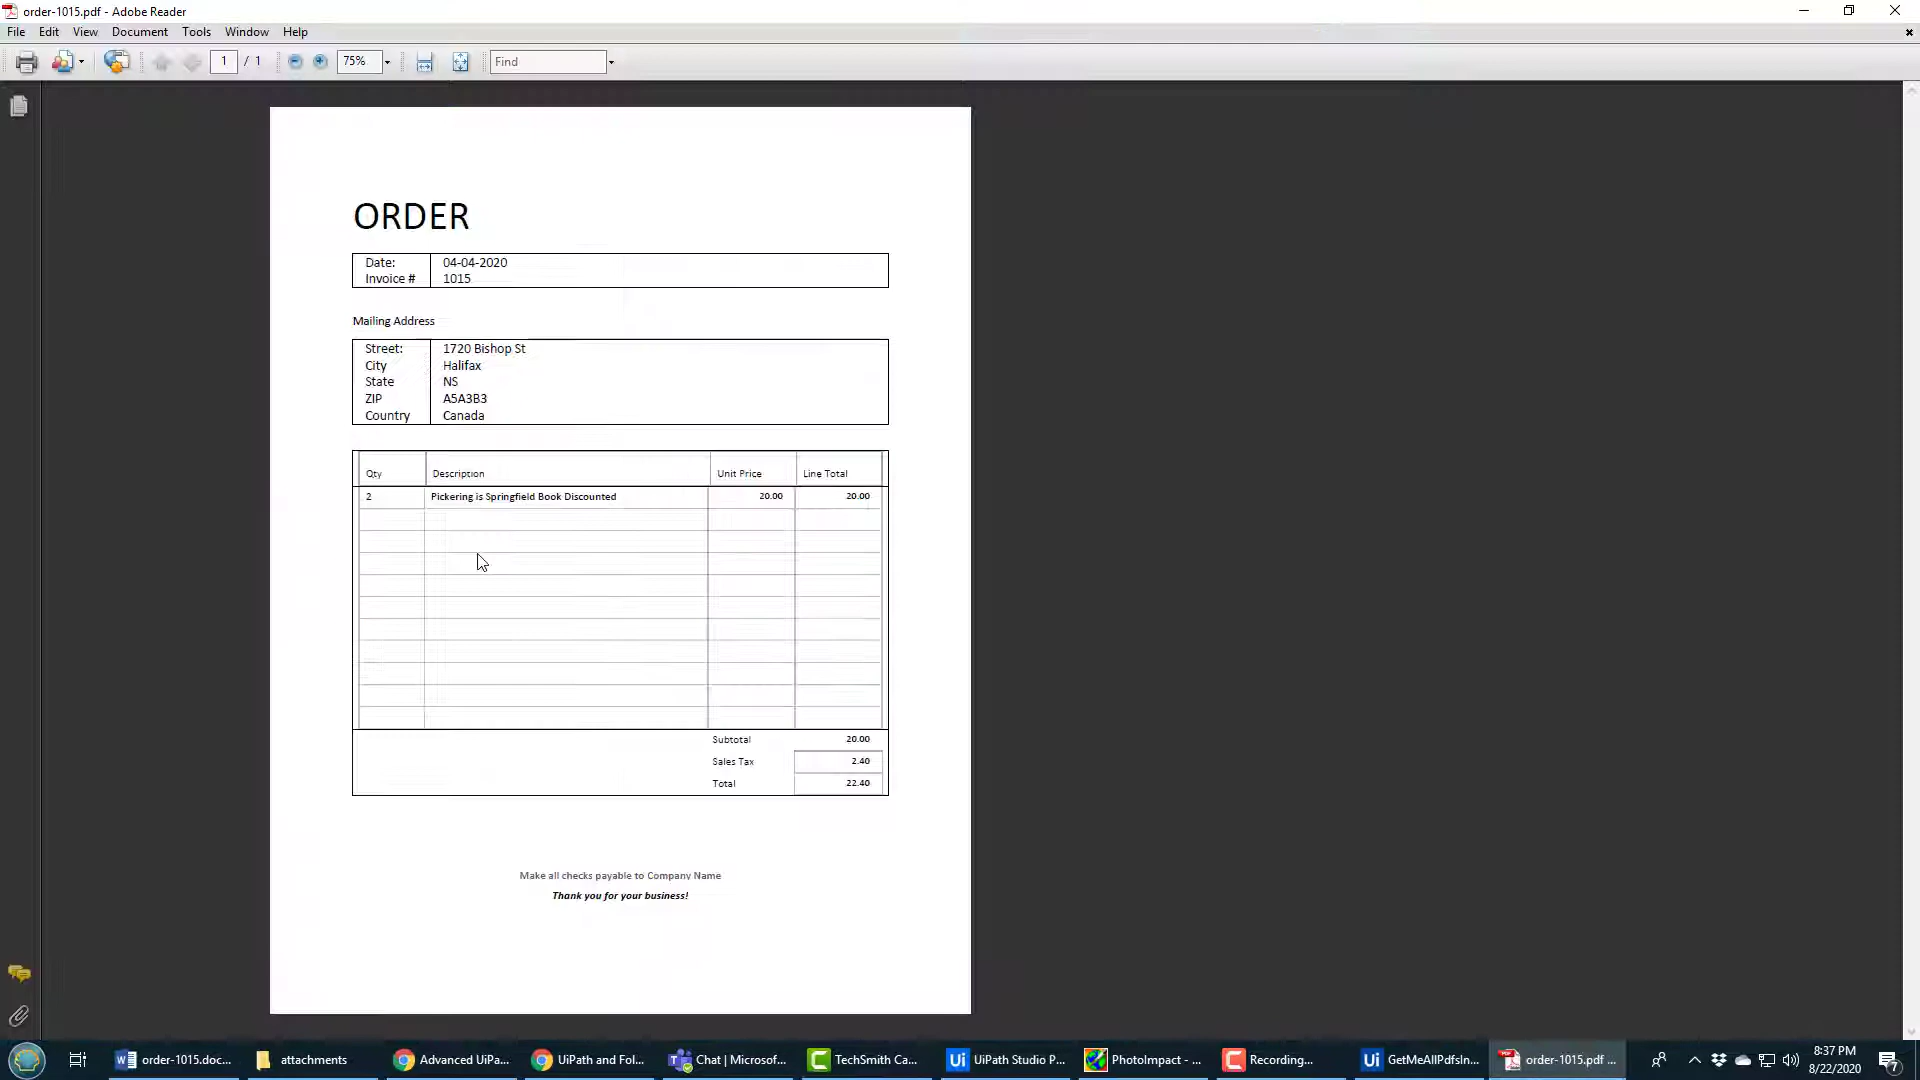 order-1015.pdf - Adobe Reader
File Edit View Document Tools Window Help
1 / 1 75% Find
ORDER
Date: 04-04-2020
Invoice # 1015
Mailing Address
Street: 1720 Bishop St
City Halifax
State NS
ZIP A5A3B3
Country Canada
Qty Description Unit Price Line Total
2 Pickering is Springfield Book Discounted 20.00 20.00
Subtotal 20.00
Sales Tax 2.40
Total 22.40
Make all checks payable to Company Name
Thank you for your business!
order-1015.doc... attachments Advanced UiPa... UiPath and Fol... Chat | Microsof... TechSmith Ca... UiPath Studio P... PhotoImpact - ... Recording... GetMeAllPdfsIn... order-1015.pdf ... 8:37 PM
8/22/2020 7